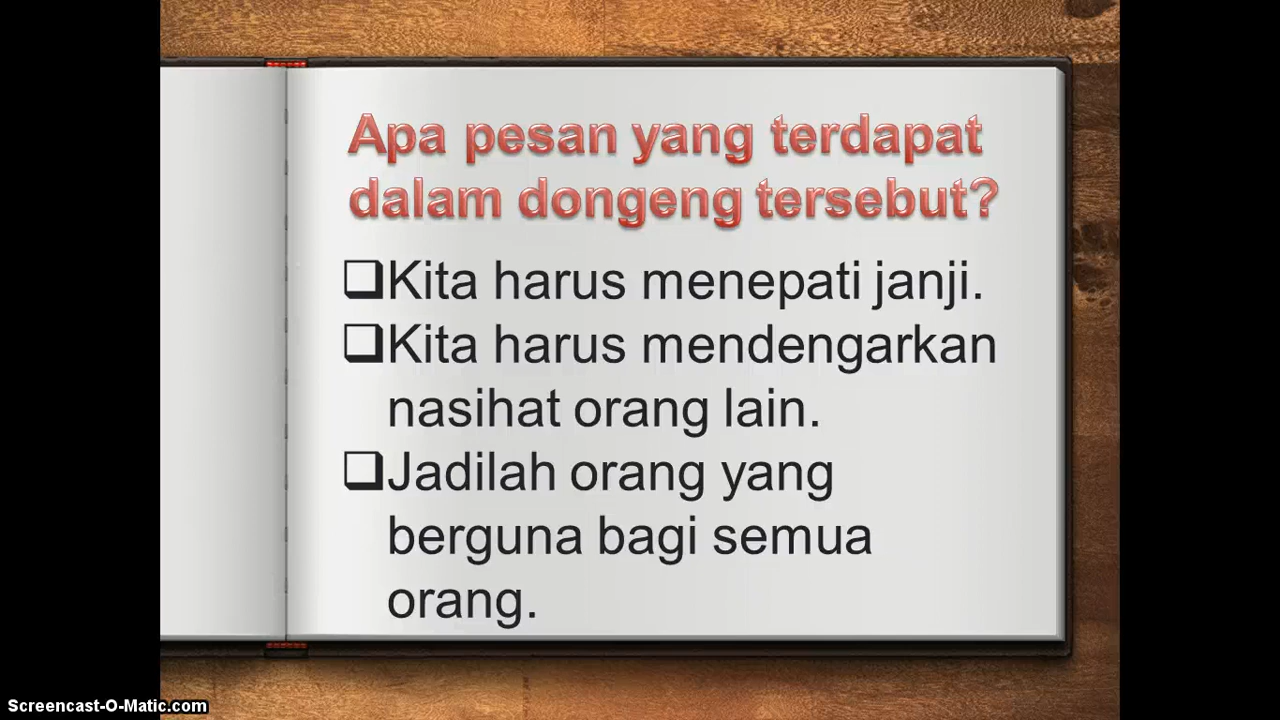 Apa pesan yang terdapat
dalam dongeng tersebut?
❑Kita harus menepati janji.
❑Kita harus mendengarkan
nasihat orang lain.
❑Jadilah orang yang
berguna bagi semua
orang.
Screencast-O-Matic.com